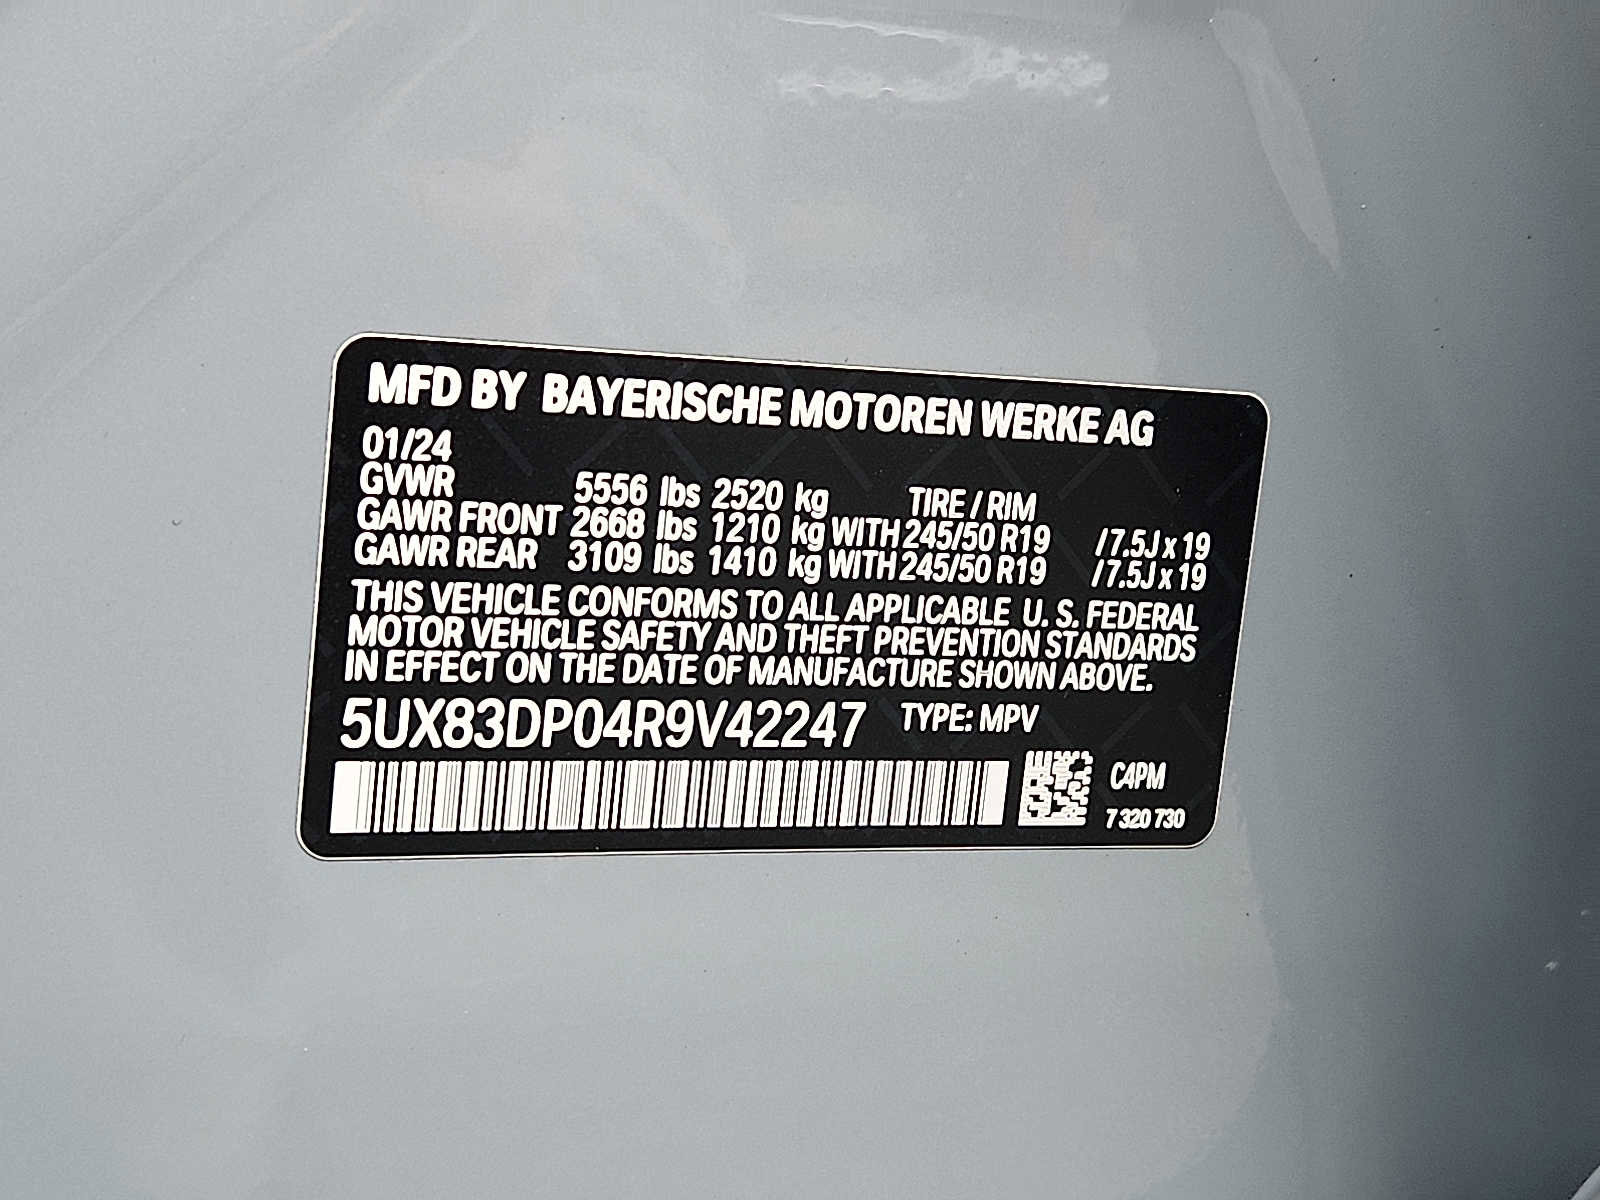 MFD BY BAYERISCHE MOTOREN WERKE AG
01/24
GVWR 5556 lbs 2520 kg TIRE / RIM
GAWR FRONT 2668 lbs 1210 kg WITH 245/50 R19 / 7.5J x 19
GAWR REAR 3109 lbs 1410 kg WITH 245/50 R19 / 7.5J x 19
THIS VEHICLE CONFORMS TO ALL APPLICABLE U. S. FEDERAL
MOTOR VEHICLE SAFETY AND THEFT PREVENTION STANDARDS
IN EFFECT ON THE DATE OF MANUFACTURE SHOWN ABOVE.
5UX83DP04R9V42247 TYPE: MPV
C4PM
7 320 730